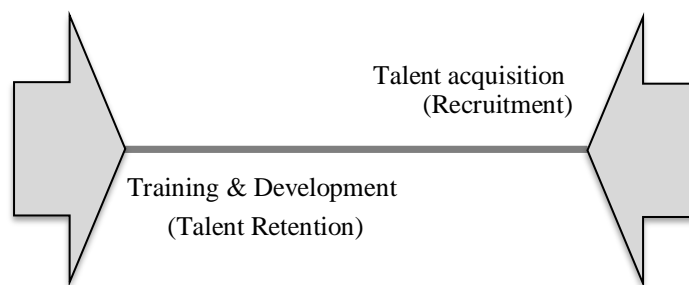 Talent acquisition
(Recruitment)
Training & Development
(Talent Retention)